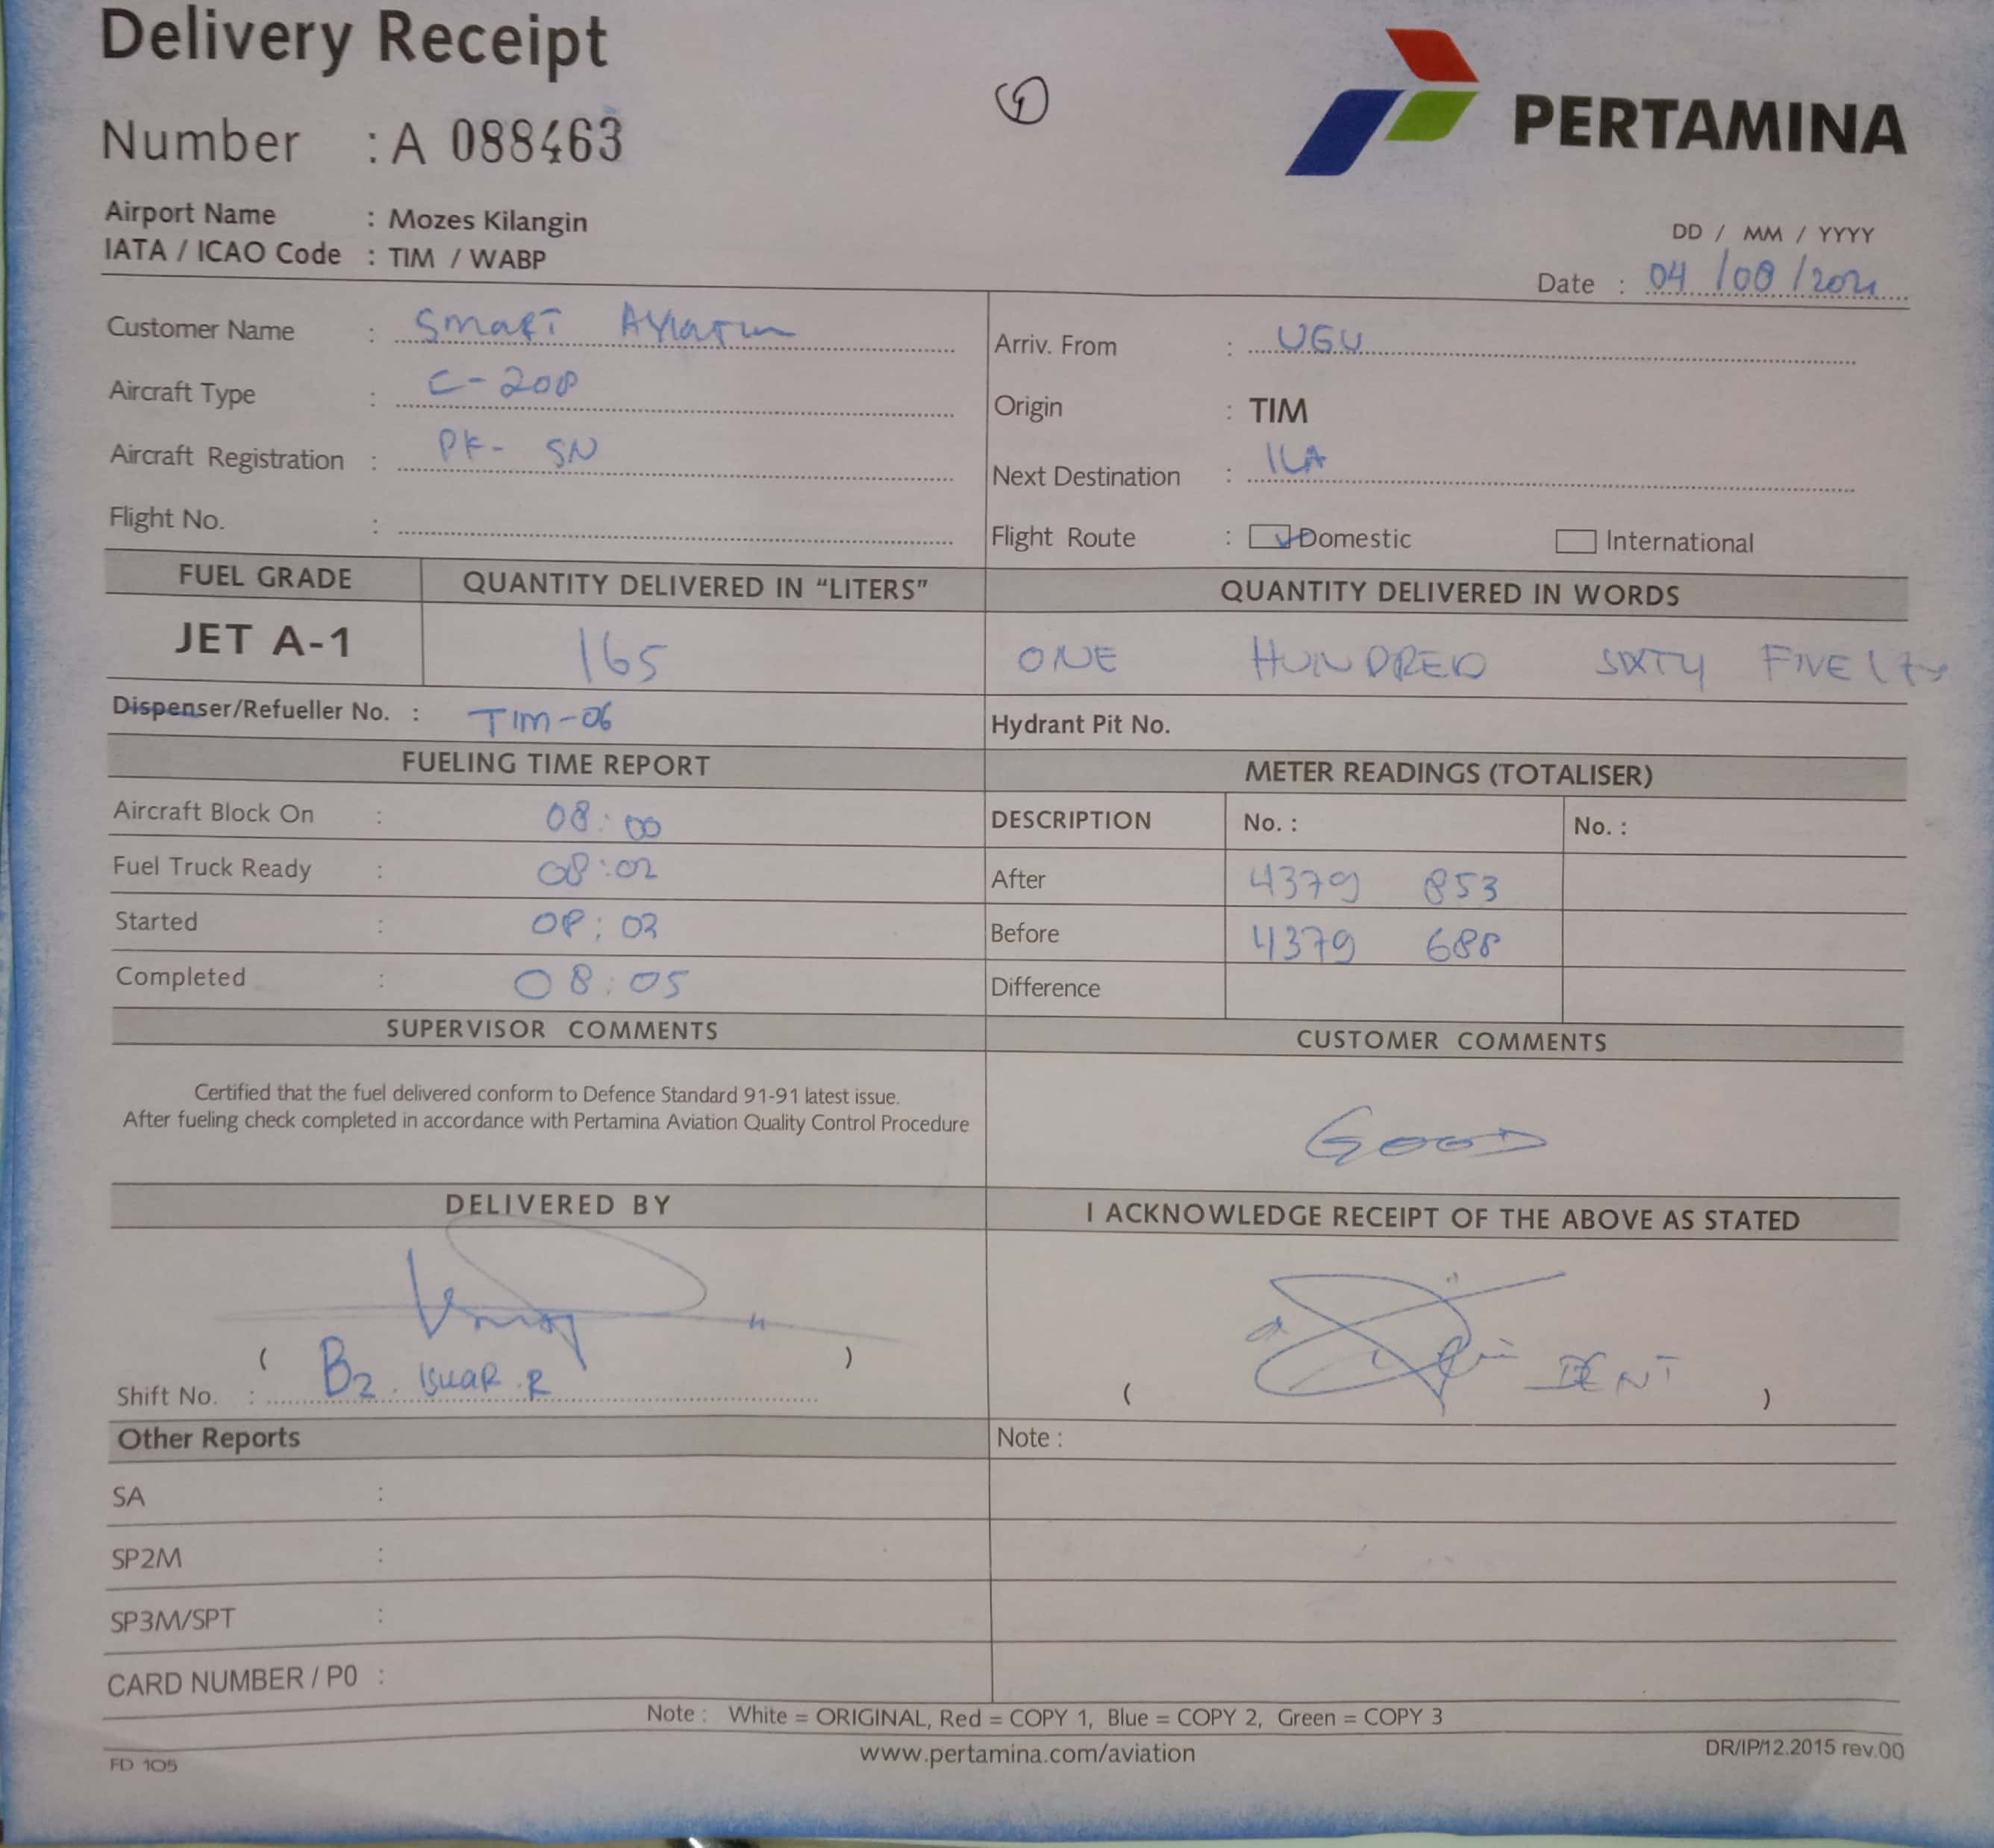 Delivery Receipt
Number : A 088463
PERTAMINA
Airport Name : Mozes Kilangin
IATA / ICAO Code : TIM / WABP
DD / MM / YYYY
Date : 04/08/2021
Customer Name : SMART
Arriv. From : UGU
Aircraft Type : C-208
Origin : TIM
Aircraft Registration : PK- SN
Next Destination : ILA
Flight No. :
Flight Route : Domestic International
FUEL GRADE QUANTITY DELIVERED IN "LITERS" QUANTITY DELIVERED IN WORDS
JET A-1 165 ONE HUNDRED SIXTY FIVE
Dispenser/Refueller No. : TIM-06 Hydrant Pit No.
FUELING TIME REPORT METER READINGS (TOTALISER)
Aircraft Block On : 08:00 DESCRIPTION No. : No. :
Fuel Truck Ready : 08:02 After 4379 853
Started : 08:03 Before 4379 688
Completed : 08:05 Difference
SUPERVISOR COMMENTS CUSTOMER COMMENTS
Certified that the fuel delivered conform to Defence Standard 91-91 latest issue.
After fueling check completed in accordance with Pertamina Aviation Quality Control Procedure
GOOD
DELIVERED BY I ACKNOWLEDGE RECEIPT OF THE ABOVE AS STATED
( )
Shift No. : B2. ISWAR.R
( DENT )
Other Reports Note :
SA :
SP2M :
SP3M/SPT :
CARD NUMBER / P0 :
Note : White = ORIGINAL, Red = COPY 1, Blue = COPY 2, Green = COPY 3
FD 105 www.pertamina.com/aviation DR/IP/12.2015 rev.00